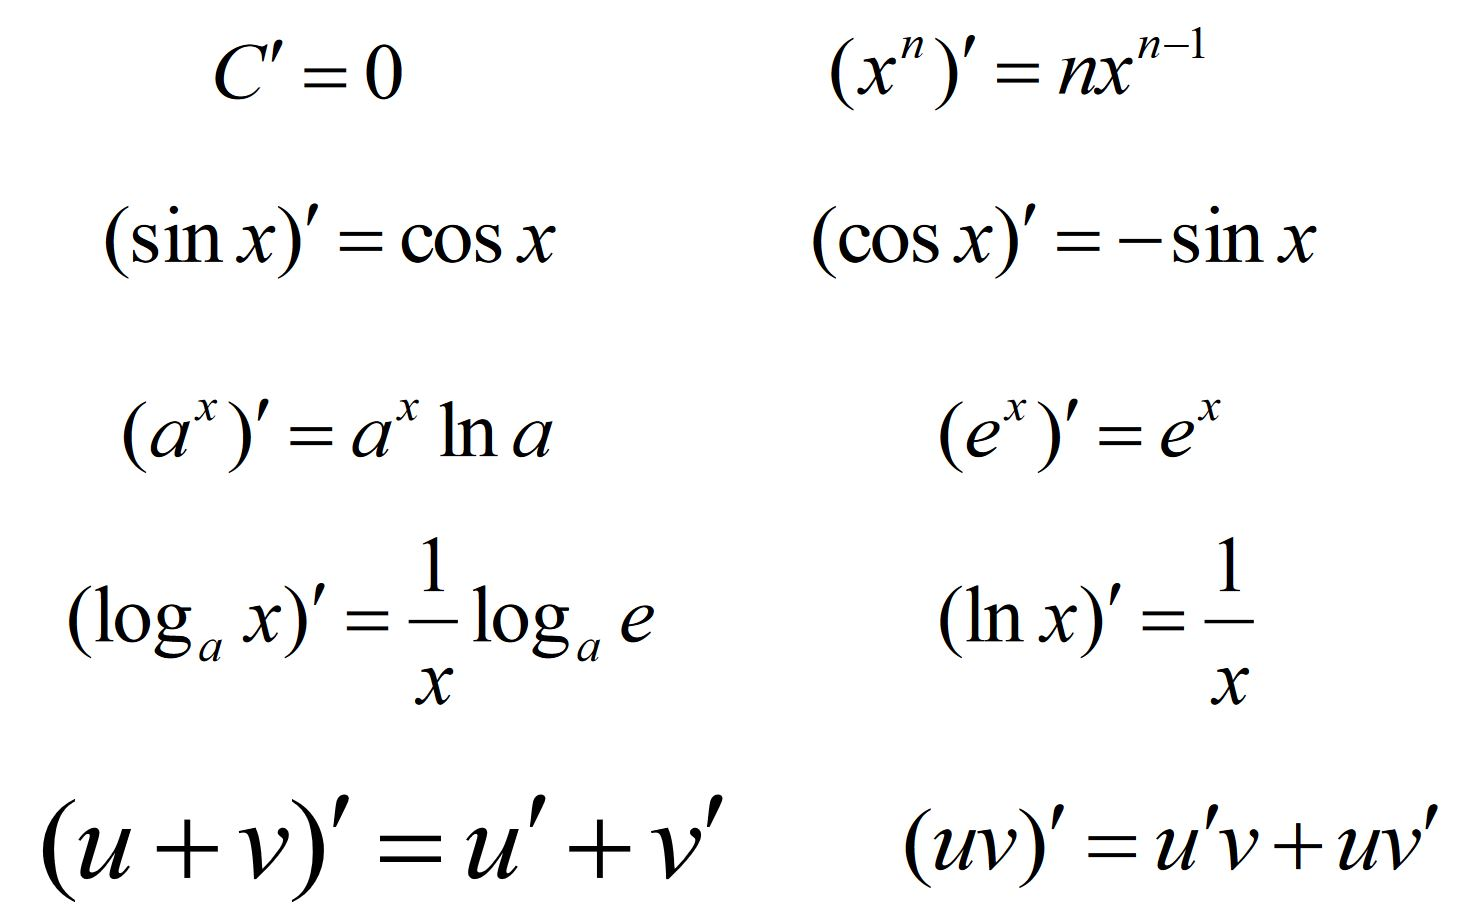 C′ = 0 (xⁿ)′ = nxⁿ⁻¹
(sin x)′ = cos x (cos x)′ = −sin x
(aˣ)′ = aˣ ln a (eˣ)′ = eˣ
(logₐ x)′ = 1/x logₐ e (ln x)′ = 1/x
(u + v)′ = u′ + v′ (uv)′ = u′v + uv′